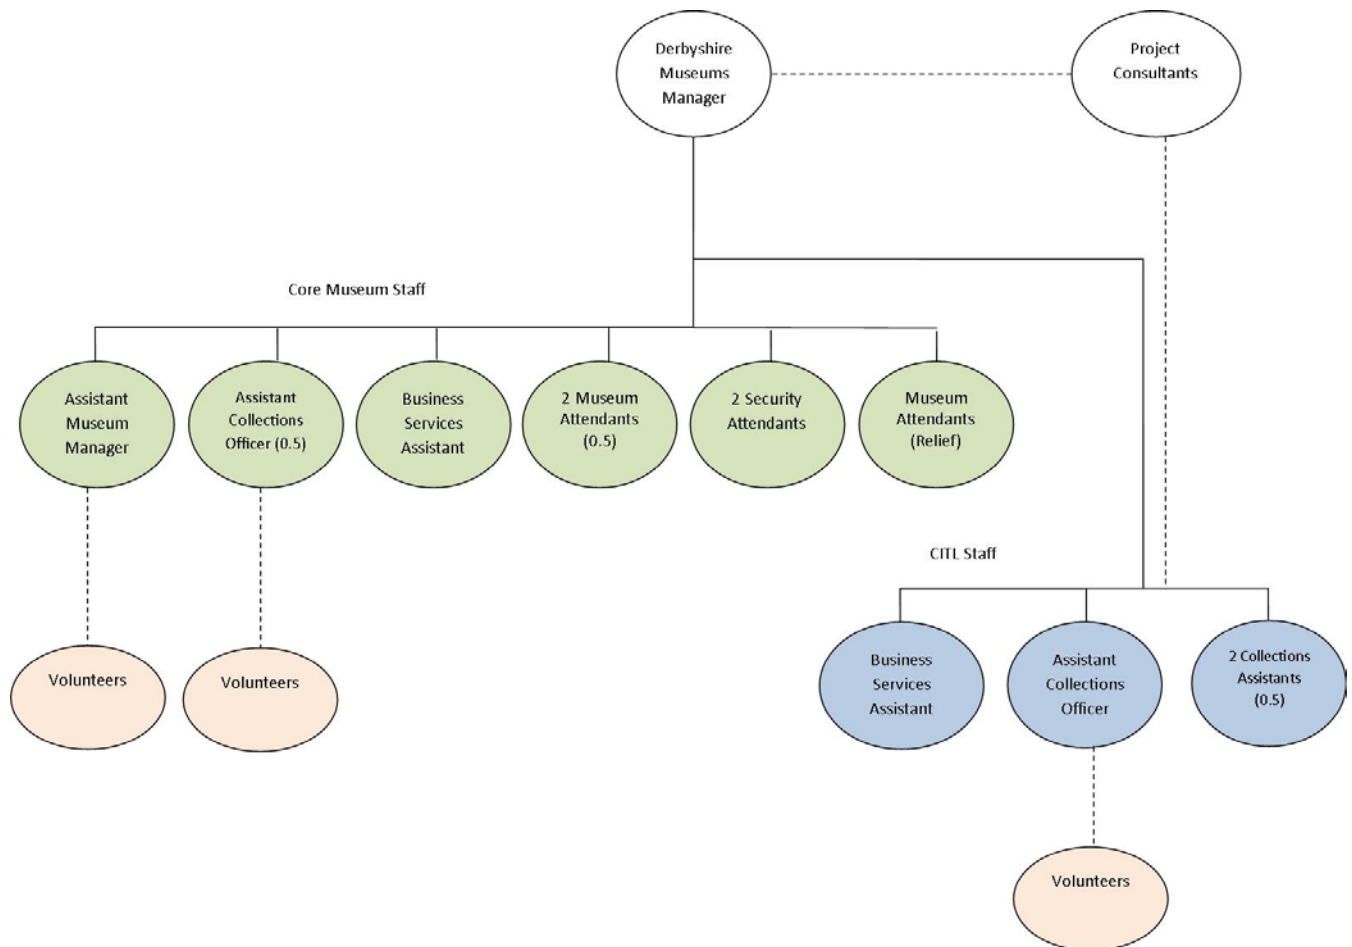 Derbyshire
Museums
Manager
Project
Consultants
Core Museum Staff
Assistant
Museum
Manager
Assistant
Collections
Officer (0.5)
Business
Services
Assistant
2 Museum
Attendants
(0.5)
2 Security
Attendants
Museum
Attendants
(Relief)
CITL Staff
Volunteers
Volunteers
Business
Services
Assistant
Assistant
Collections
Officer
2 Collections
Assistants
(0.5)
Volunteers